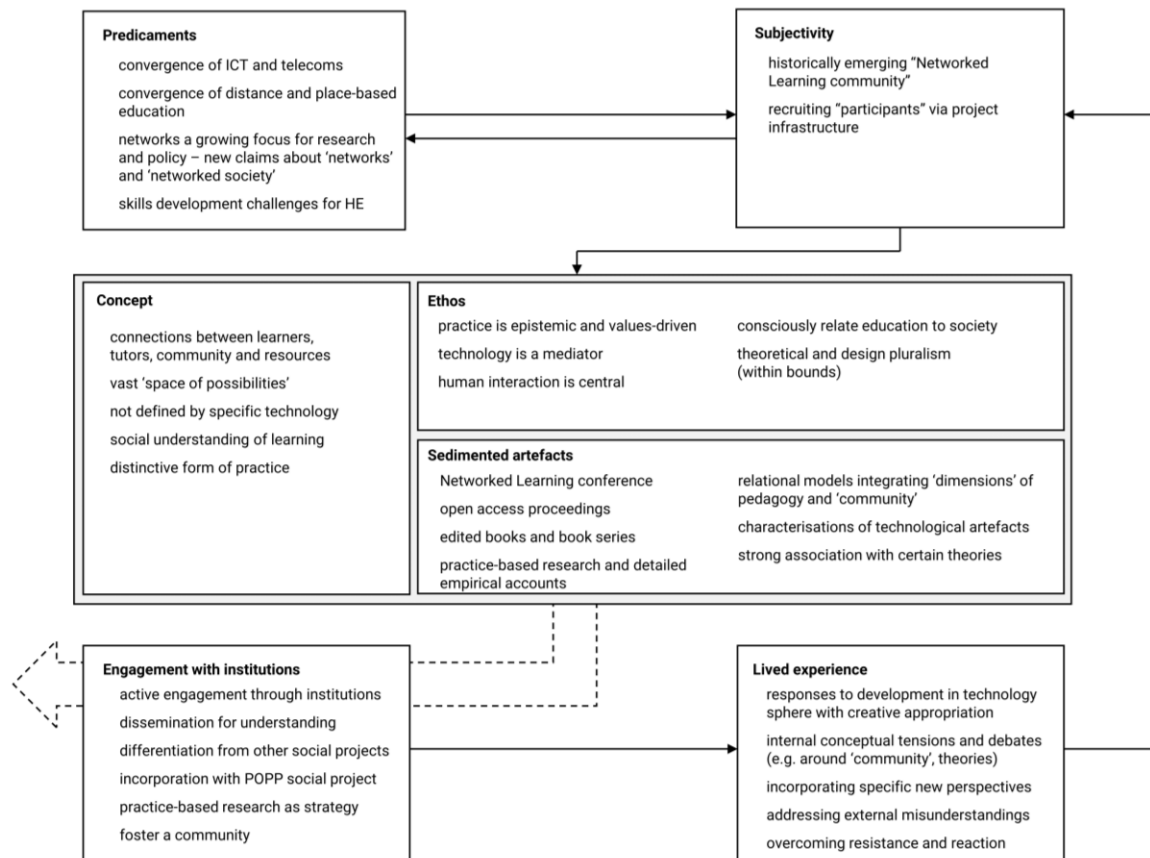 Predicaments
convergence of ICT and telecoms
convergence of distance and place-based
education
networks a growing focus for research
and policy – new claims about ‘networks’
and ‘networked society’
skills development challenges for HE
Subjectivity
historically emerging “Networked
Learning community”
recruiting “participants” via project
infrastructure
Concept
connections between learners,
tutors, community and resources
vast ‘space of possibilities’
not defined by specific technology
social understanding of learning
distinctive form of practice
Ethos
practice is epistemic and values-driven
technology is a mediator
human interaction is central
consciously relate education to society
theoretical and design pluralism
(within bounds)
Sedimented artefacts
Networked Learning conference
open access proceedings
edited books and book series
practice-based research and detailed
empirical accounts
relational models integrating ‘dimensions’ of
pedagogy and ‘community’
characterisations of technological artefacts
strong association with certain theories
Engagement with institutions
active engagement through institutions
dissemination for understanding
differentiation from other social projects
incorporation with POPP social project
practice-based research as strategy
foster a community
Lived experience
responses to development in technology
sphere with creative appropriation
internal conceptual tensions and debates
(e.g. around ‘community’, theories)
incorporating specific new perspectives
addressing external misunderstandings
overcoming resistance and reaction